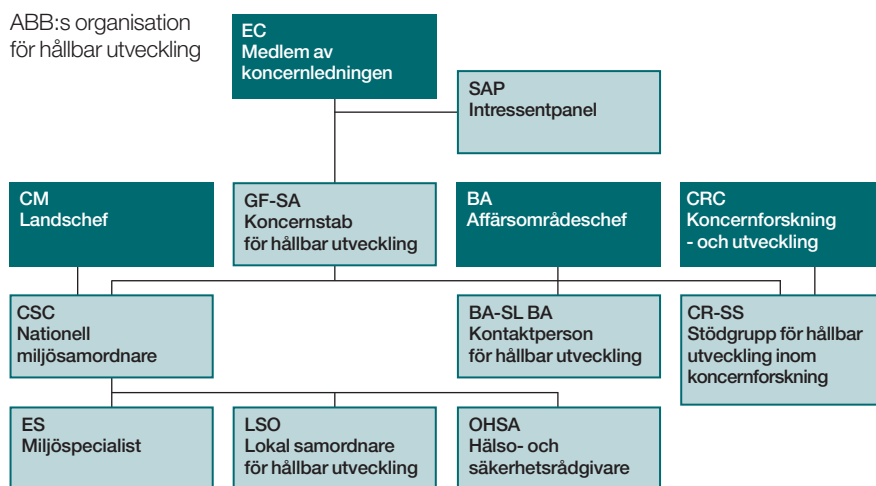 ABB:s organisation
för hållbar utveckling
EC
Medlem av
koncernledningen
SAP
Intressentpanel
CM
Landschef
GF-SA
Koncernstab
för hållbar utveckling
BA
Affärsområdeschef
CRC
Koncernforskning
- och utveckling
CSC
Nationell
miljösamordnare
BA-SL BA
Kontaktperson
för hållbar utveckling
CR-SS
Stödgrupp för hållbar
utveckling inom
koncernforskning
ES
Miljöspecialist
LSO
Lokal samordnare
för hållbar utveckling
OHSA
Hälso- och
säkerhetsrådgivare